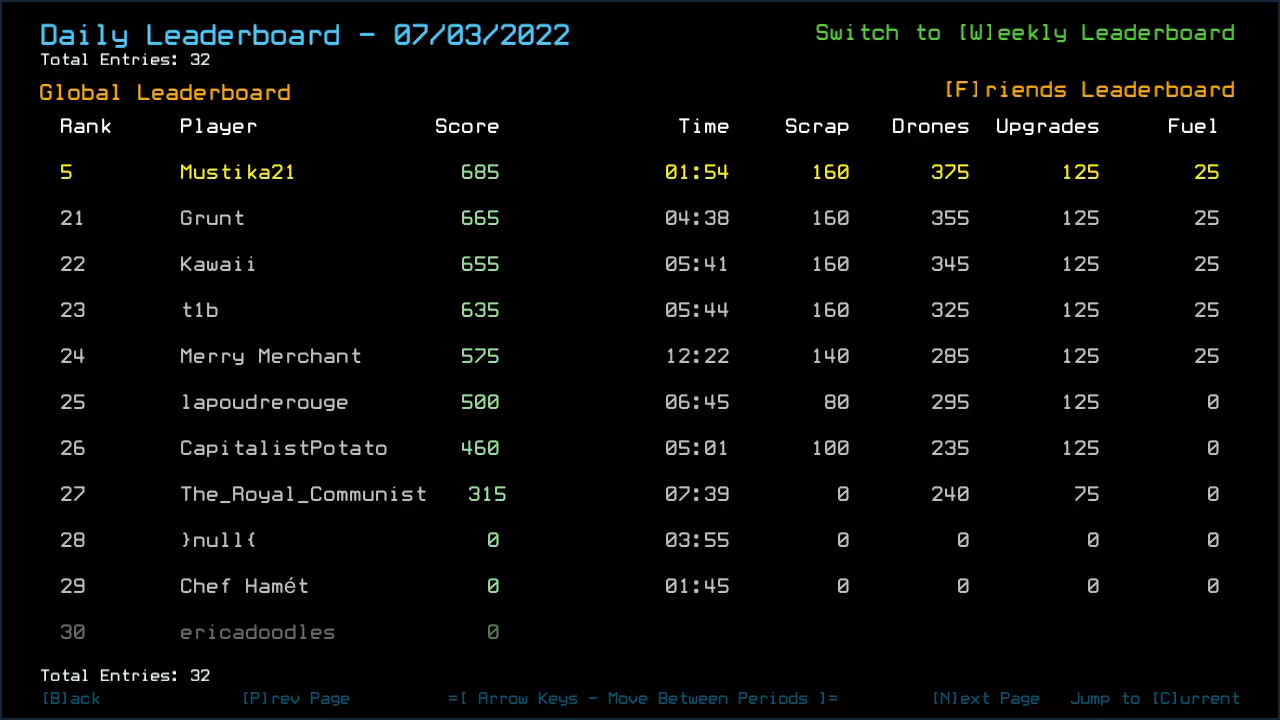 Daily Leaderboard - 07/03/2022 Switch to [W]eekly Leaderboard
Total Entries: 32
Global Leaderboard [F]riends Leaderboard
Rank Player Score Time Scrap Drones Upgrades Fuel
5 Mustika21 685 01:54 160 375 125 25
21 Grunt 665 04:38 160 355 125 25
22 Kawaii 655 05:41 160 345 125 25
23 t1b 635 05:44 160 325 125 25
24 Merry Merchant 575 12:22 140 285 125 25
25 lapoudrerouge 500 06:45 80 295 125 0
26 CapitalistPotato 460 05:01 100 235 125 0
27 The_Royal_Communist 315 07:39 0 240 75 0
28 }null{ 0 03:55 0 0 0 0
29 Chef Hamét 0 01:45 0 0 0 0
30 ericadoodles 0
Total Entries: 32
[B]ack [P]rev Page =[ Arrow Keys - Move Between Periods ]= [N]ext Page Jump to [C]urrent